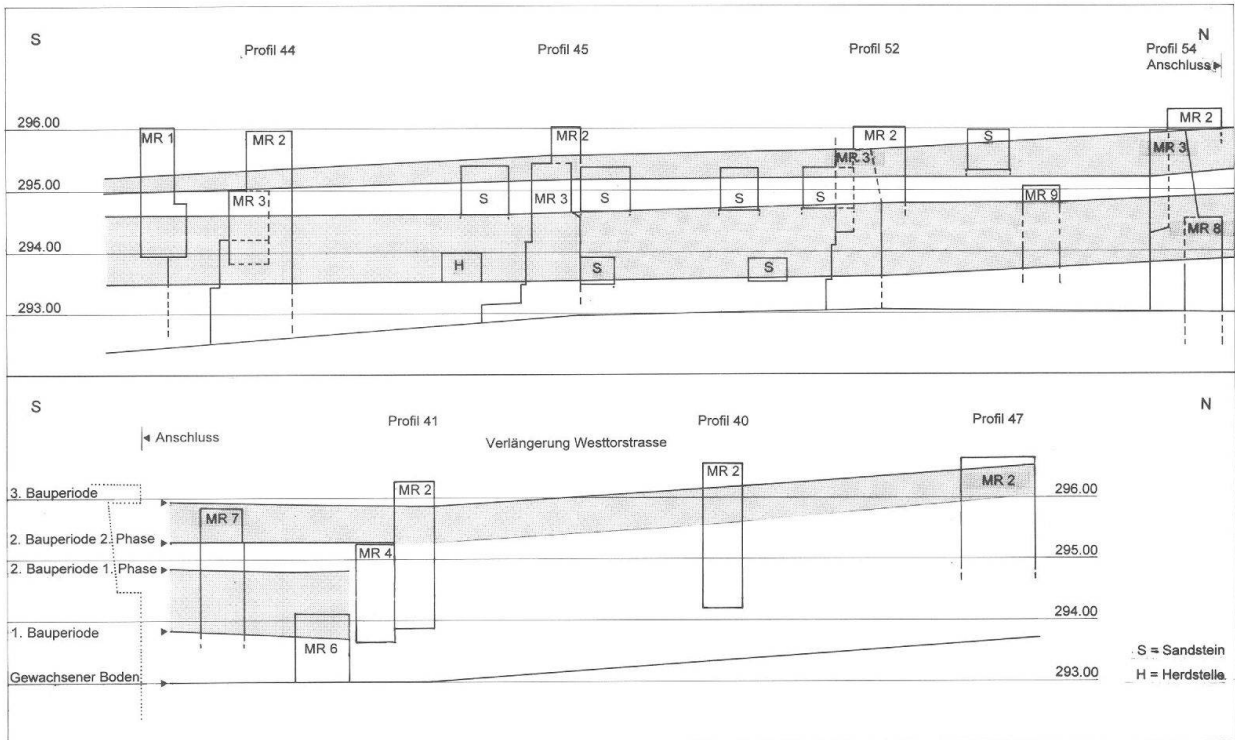 S
N
Profil 44
Profil 45
Profil 52
Profil 54
Anschluss
296.00
MR 1
MR 2
MR 2
MR 2
S
MR 2
MR 3
MR 3
295.00
MR 3
S
MR 3
S
S
S
MR 9
MR 8
294.00
H
S
S
293.00
S
N
Profil 41
Profil 40
Profil 47
Anschluss
Verlängerung Westtorstrasse
3. Bauperiode
MR 2
MR 2
MR 2
296.00
MR 7
2. Bauperiode 2. Phase
MR 4
295.00
2. Bauperiode 1. Phase
294.00
1. Bauperiode
MR 6
S = Sandstein
Gewachsener Boden
293.00
H = Herdstelle